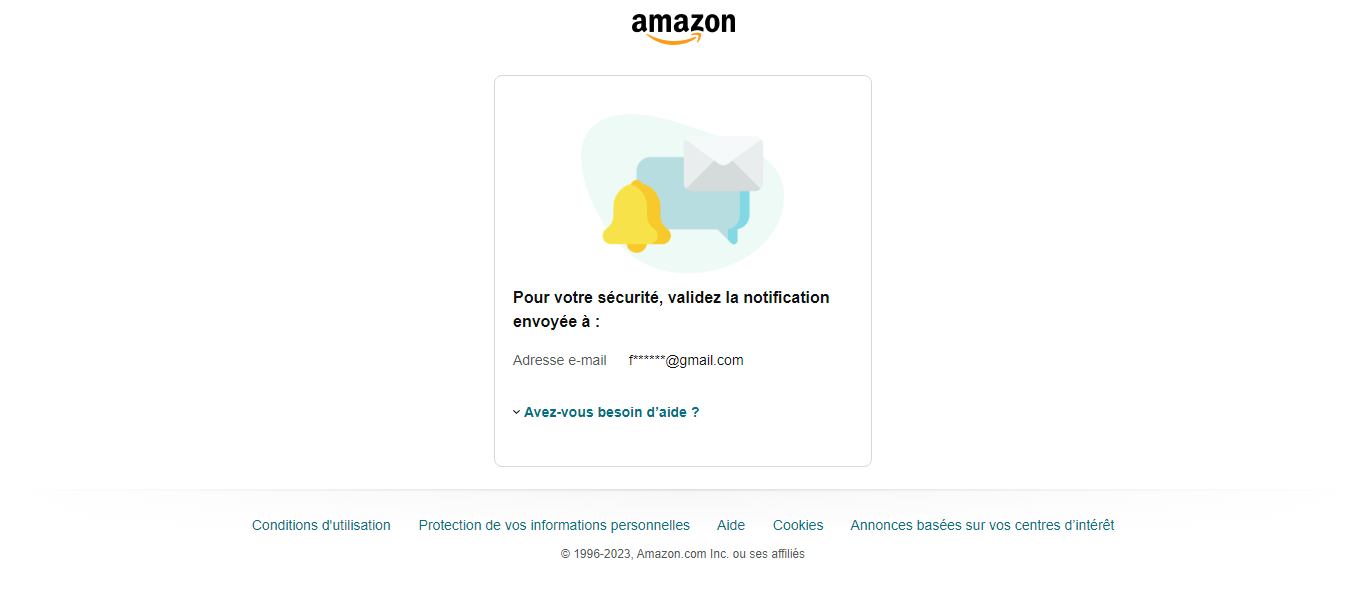 amazon
Pour votre sécurité, validez la notification
envoyée à :
Adresse e-mail f******@gmail.com
Avez-vous besoin d’aide ?
Conditions d'utilisation Protection de vos informations personnelles Aide Cookies Annonces basées sur vos centres d’intérêt
© 1996-2023, Amazon.com Inc. ou ses affiliés